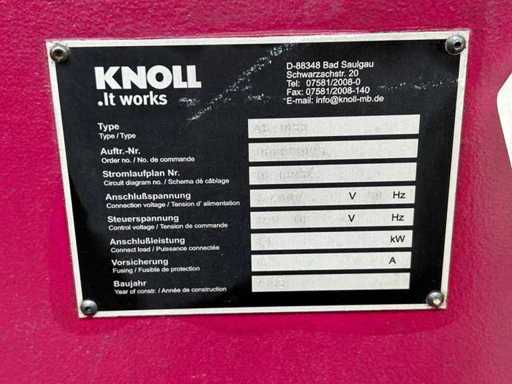 KNOLL
.It works
D-88348 Bad Saulgau
Schwarzachstr. 20
Tel: 07581/2008-0
Fax: 07581/2008-140
E-mail: info@knoll-mb.de
Type
Type / Type
Auftr.-Nr.
Order no. / No. de commande
Stromlaufplan Nr.
Circuit diagram no. / Schema dé câblage
Anschlußspannung V Hz
Connection voltage / Tension d' alimentation
Steuerspannung V Hz
Control voltage / Tension de commande
Anschlußleistung kW
Connect load / Puissance connectée
Vorsicherung A
Fusing / Fusible de protection
Baujahr
Year of constr. / Année de construction